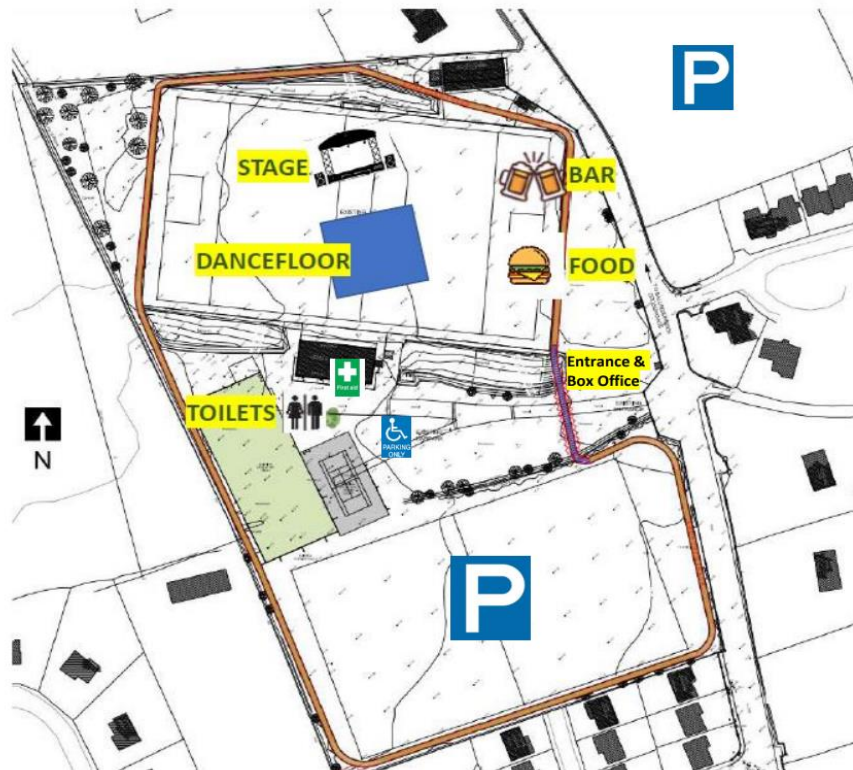 P
STAGE
BAR
DANCEFLOOR
FOOD
Entrance &
Box Office
First aid
TOILETS
PARKING
ONLY
N
P